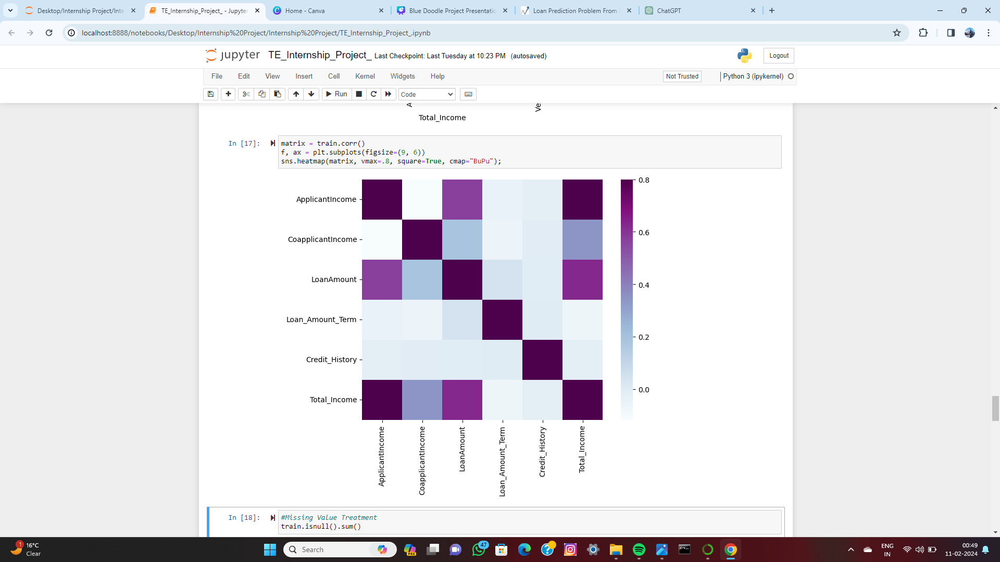 Desktop/Internship Project/Inte
TE_Internship_Project_ - Jupyter
Home - Canva
Blue Doodle Project Presentatio
Loan Prediction Problem From S
ChatGPT
localhost:8888/notebooks/Desktop/Internship%20Project/Internship%20Project/TE_Internship_Project_.ipynb
jupyter TE_Internship_Project_ Last Checkpoint: Last Tuesday at 10:23 PM (autosaved)
Logout
File Edit View Insert Cell Kernel Widgets Help
Not Trusted
Python 3 (ipykernel)
Run
Code
A
Ve
Total_Income
In [17]:
matrix = train.corr()
f, ax = plt.subplots(figsize=(9, 6))
sns.heatmap(matrix, vmax=.8, square=True, cmap="BuPu");
ApplicantIncome
CoapplicantIncome
LoanAmount
Loan_Amount_Term
Credit_History
Total_Income
0.8
0.6
0.4
0.2
0.0
ApplicantIncome
CoapplicantIncome
LoanAmount
Loan_Amount_Term
Credit_History
Total_Income
In [18]:
#Missing Value Treatment
train.isnull().sum()
1
16°C
Clear
Search
PRE
47
ENG
IN
00:49
11-02-2024